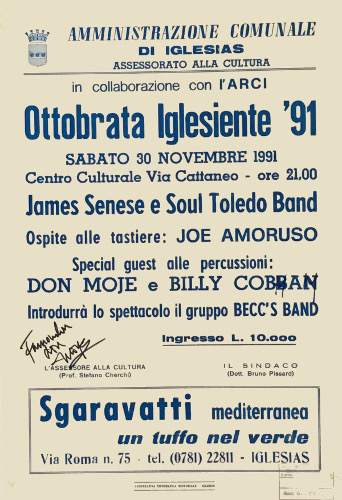 AMMINISTRAZIONE COMUNALE
DI IGLESIAS
ASSESSORATO ALLA CULTURA
in collaborazione con l'ARCI
Ottobrata Iglesiente '91
SABATO 30 NOVEMBRE 1991
Centro Culturale Via Cattaneo - ore 21,00
James Senese e Soul Toledo Band
Ospite alle tastiere: JOE AMORUSO
Special guest alle percussioni:
DON MOJE e BILLY COBBAN
Introdurrà lo spettacolo il gruppo BECC'S BAND
Ingresso L. 10.000
L'ASSESSORE ALLA CULTURA
(Prof. Stefano Cherchi)
IL SINDACO
(Dott. Bruno Pissard)
Sgaravatti mediterranea
un tuffo nel verde
Via Roma n. 75 - tel. (0781) 22811 - IGLESIAS